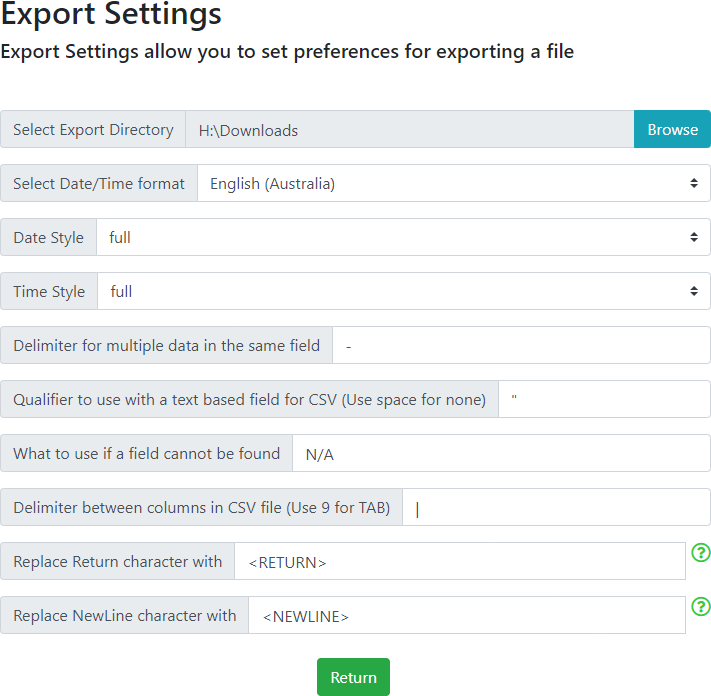 Export Settings
Export Settings allow you to set preferences for exporting a file
Select Export Directory H:\Downloads Browse
Select Date/Time format English (Australia)
Date Style full
Time Style full
Delimiter for multiple data in the same field -
Qualifier to use with a text based field for CSV (Use space for none) "
What to use if a field cannot be found N/A
Delimiter between columns in CSV file (Use 9 for TAB) |
Replace Return character with <RETURN> ?
Replace NewLine character with <NEWLINE> ?
Return